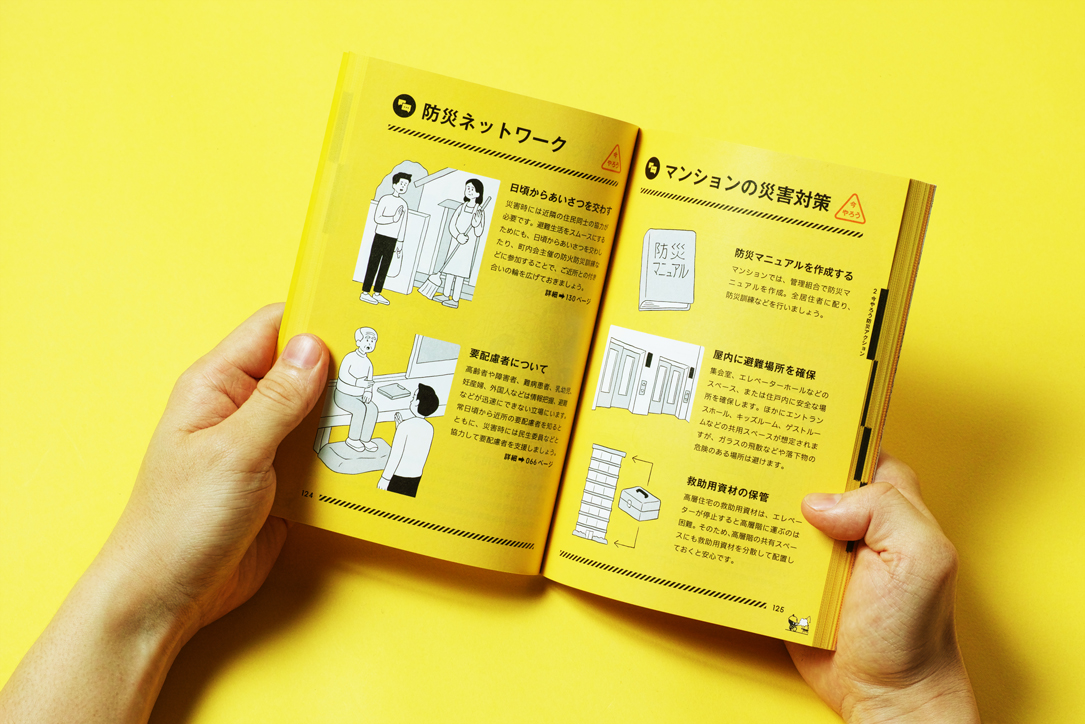 防災ネットワーク
今
やろう
日頃からあいさつを交わす
災害時には近隣の住民同士の協力が
必要です。避難生活をスムーズにする
ためにも、日頃からあいさつを交わし
たり、町内会主催の防火防災訓練な
どに参加することで、ご近所との付き
合いの輪を広げておきましょう。
詳細➡130ページ
要配慮者について
高齢者や障害者、難病患者、乳幼児、
妊産婦、外国人などは情報把握、避難
などが迅速にできない立場にいます。
常日頃から近所の要配慮者を知ると
ともに、災害時には民生委員などと
協力して要配慮者を支援しましょう。
詳細➡066ページ
124
マンションの災害対策
今
やろう
防災
マニュアル
防災マニュアルを作成する
マンションでは、管理組合で防災マ
ニュアルを作成。全居住者に配り、
防災訓練などを行いましょう。
屋内に避難場所を確保
集会室、エレベーターホールなどの
スペース、または住戸内に安全な場
所を確保します。ほかにエントラン
スホール、キッズルーム、ゲストルー
ムなどの共用スペースが想定されま
すが、ガラスの飛散などや落下物の
危険のある場所は避けます。
救助用資材の保管
高層住宅の救助用資材は、エレベー
ターが停止すると高層階に運ぶのは
困難。そのため、高層階の共有スペー
スにも救助用資材を分散して配置し
ておくと安心です。
2 今やろう防災アクション
125